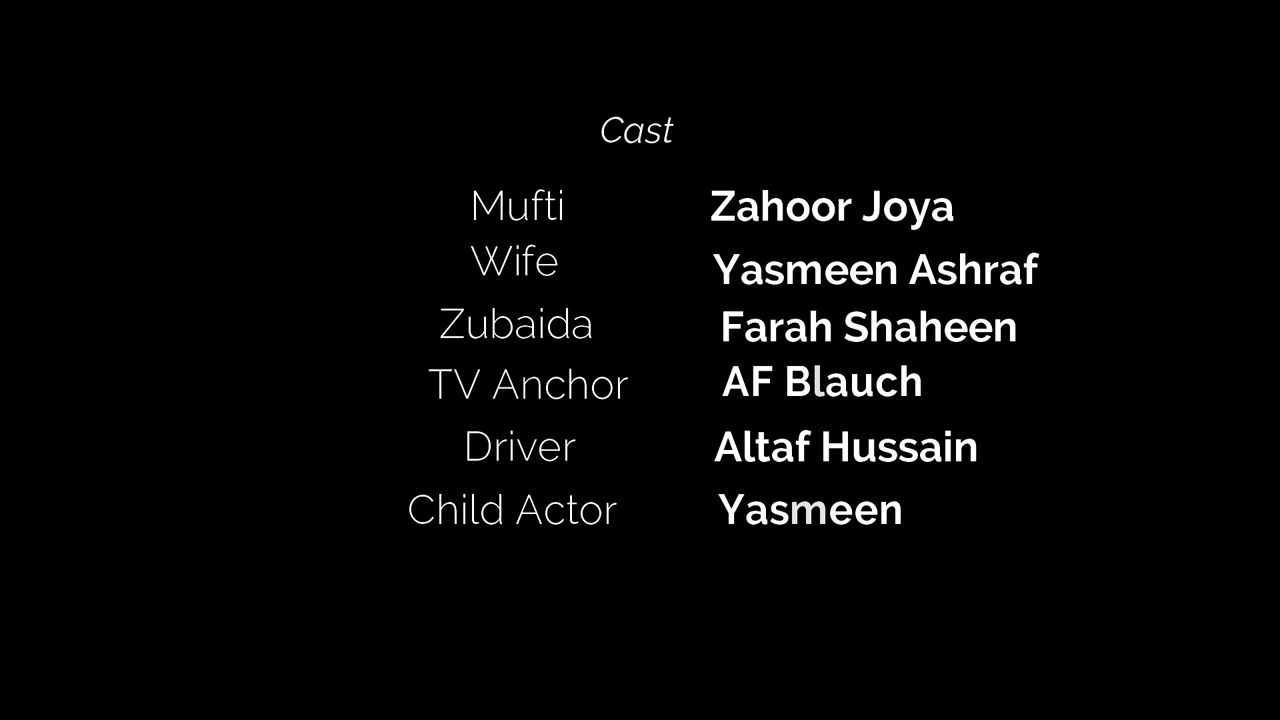 Cast
Mufti Zahoor Joya
Wife Yasmeen Ashraf
Zubaida Farah Shaheen
TV Anchor AF Blauch
Driver Altaf Hussain
Child Actor Yasmeen